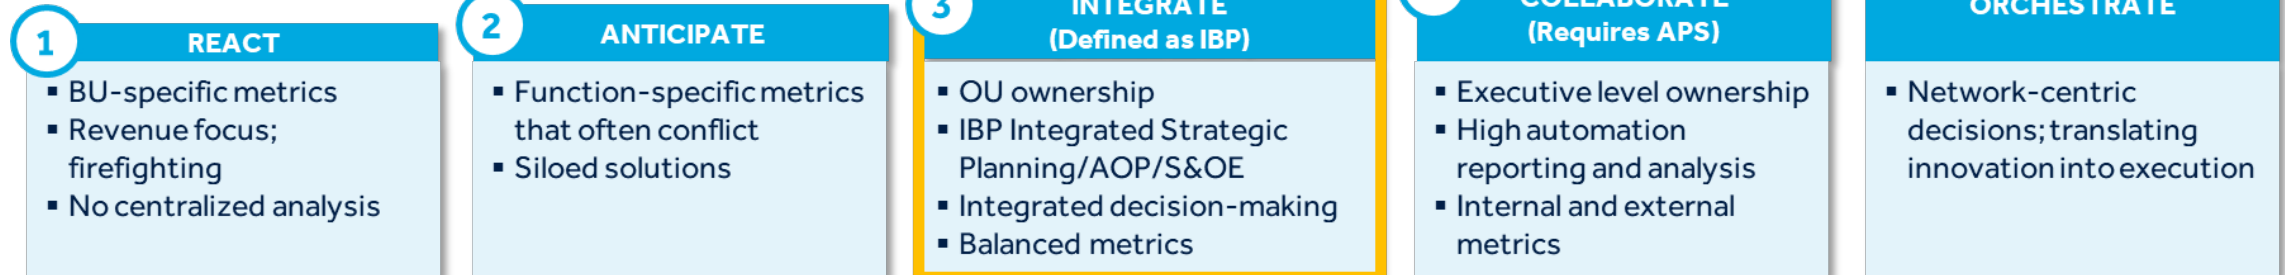 1
REACT
BU-specific metrics
Revenue focus;
firefighting
No centralized analysis
2
ANTICIPATE
Function-specific metrics
that often conflict
Siloed solutions
3
INTEGRATE
(Defined as IBP)
OU ownership
IBP Integrated Strategic
Planning/AOP/S&OE
Integrated decision-making
Balanced metrics
COLLABORATE
(Requires APS)
Executive level ownership
High automation
reporting and analysis
Internal and external
metrics
ORCHESTRATE
Network-centric
decisions; translating
innovation into execution